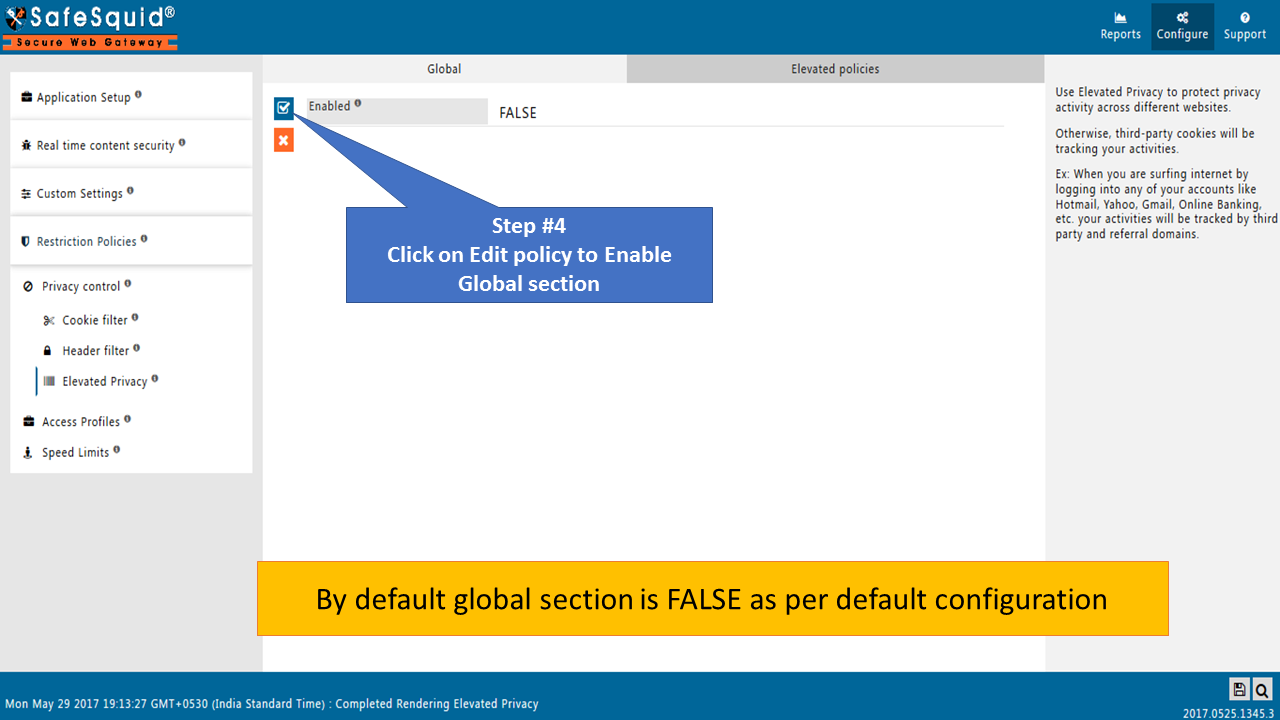 SafeSquid®
Secure Web Gateway
Reports
Configure
Support
Application Setup
Real time content security
Custom Settings
Restriction Policies
Privacy control
Cookie filter
Header filter
Elevated Privacy
Access Profiles
Speed Limits
Global
Elevated policies
Enabled
FALSE
Step #4
Click on Edit policy to Enable
Global section
By default global section is FALSE as per default configuration
Use Elevated Privacy to protect privacy
activity across different websites.
Otherwise, third-party cookies will be
tracking your activities.
Ex: When you are surfing internet by
logging into any of your accounts like
Hotmail, Yahoo, Gmail, Online Banking,
etc. your activities will be tracked by third
party and referral domains.
Mon May 29 2017 19:13:27 GMT+0530 (India Standard Time) : Completed Rendering Elevated Privacy
2017.0525.1345.3